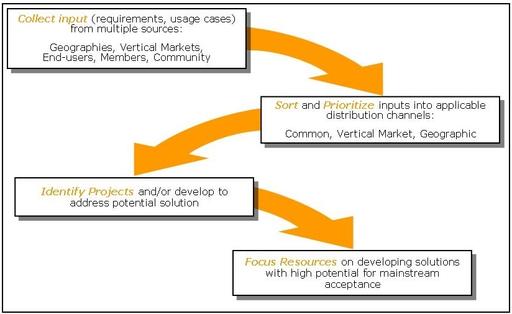 Collect input (requirements, usage cases)
from multiple sources:
Geographies, Vertical Markets,
End-users, Members, Community
Sort and Prioritize inputs into applicable
distribution channels:
Common, Vertical Market, Geographic
Identify Projects and/or develop to
address potential solution
Focus Resources on developing solutions
with high potential for mainstream
acceptance